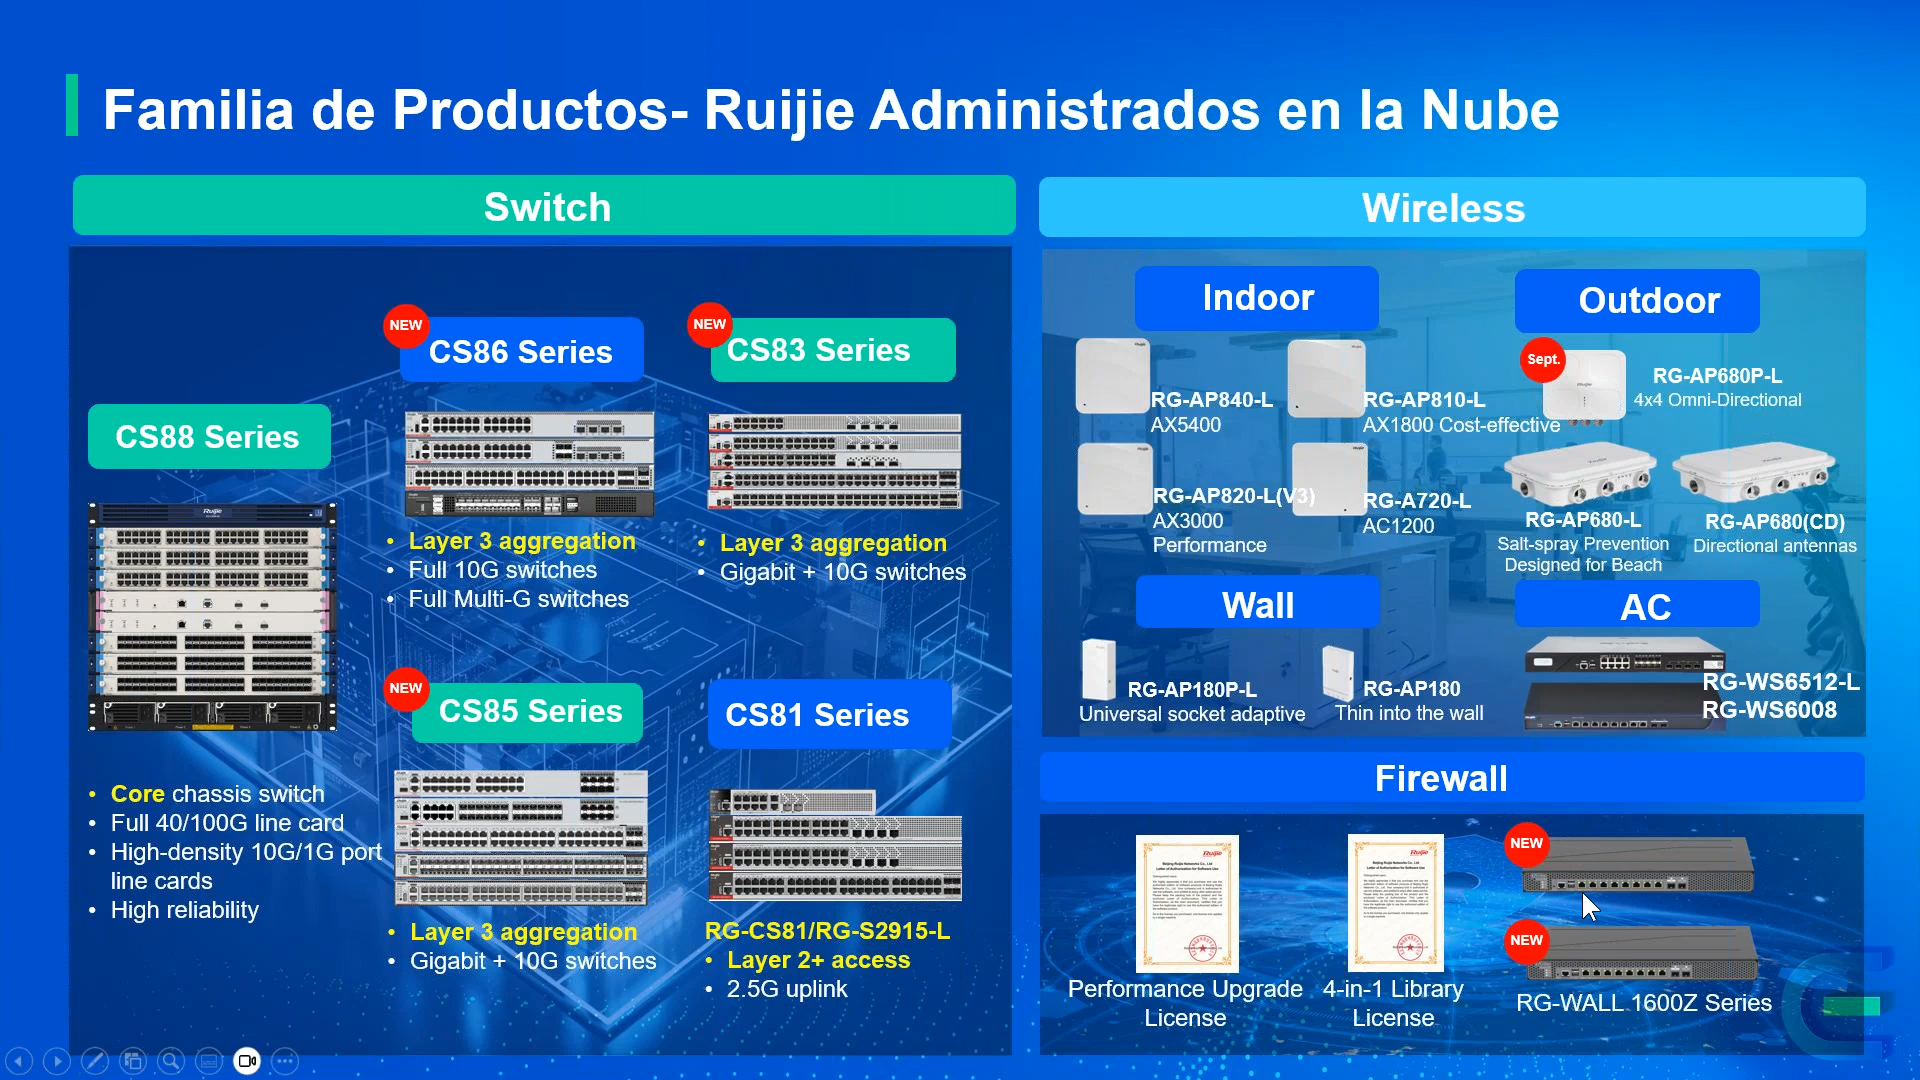 Familia de Productos- Ruijie Administrados en la Nube
Switch
CS88 Series
• Core chassis switch
• Full 40/100G line card
• High-density 10G/1G port
line cards
• High reliability
NEW
CS86 Series
• Layer 3 aggregation
• Full 10G switches
• Full Multi-G switches
NEW
CS83 Series
• Layer 3 aggregation
• Gigabit + 10G switches
NEW
CS85 Series
• Layer 3 aggregation
• Gigabit + 10G switches
CS81 Series
RG-CS81/RG-S2915-L
• Layer 2+ access
• 2.5G uplink
Wireless
Indoor
RG-AP840-L
AX5400
RG-AP810-L
AX1800 Cost-effective
RG-AP820-L(V3)
AX3000
Performance
RG-A720-L
AC1200
Outdoor
Sept.
RG-AP680P-L
4x4 Omni-Directional
RG-AP680-L
Salt-spray Prevention
Designed for Beach
RG-AP680(CD)
Directional antennas
Wall
RG-AP180P-L
Universal socket adaptive
RG-AP180
Thin into the wall
AC
RG-WS6512-L
RG-WS6008
Firewall
Performance Upgrade
License
4-in-1 Library
License
NEW
NEW
RG-WALL 1600Z Series